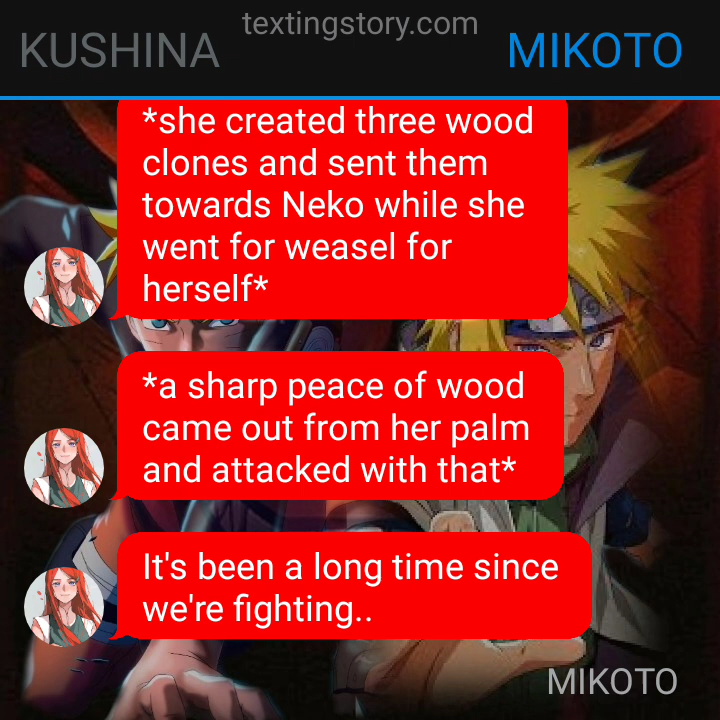 textingstory.com
KUSHINA
MIKOTO
*she created three wood
clones and sent them
towards Neko while she
went for weasel for
herself*
*a sharp peace of wood
came out from her palm
and attacked with that*
It's been a long time since
we're fighting..
MIKOTO